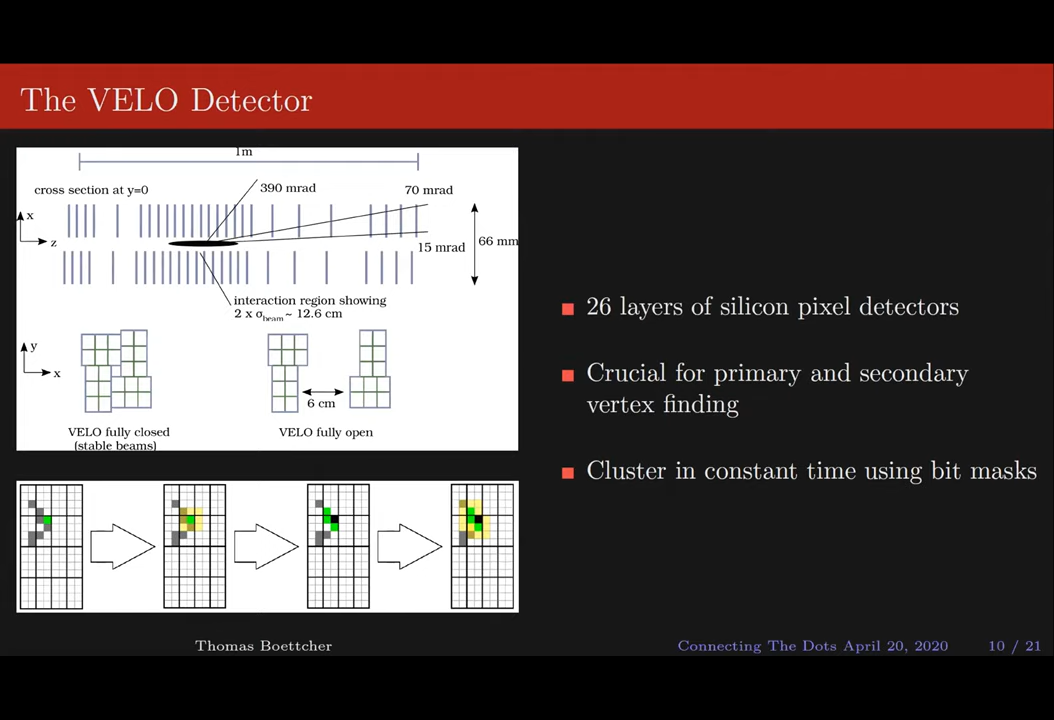 The VELO Detector
1m
cross section at y=0
390 mrad
70 mrad
x
z
15 mrad
66 mm
interaction region showing
2 x σbeam ~ 12.6 cm
y
x
6 cm
VELO fully closed
(stable beams)
VELO fully open
26 layers of silicon pixel detectors
Crucial for primary and secondary
vertex finding
Cluster in constant time using bit masks
Thomas Boettcher
Connecting The Dots April 20, 2020
10 / 21